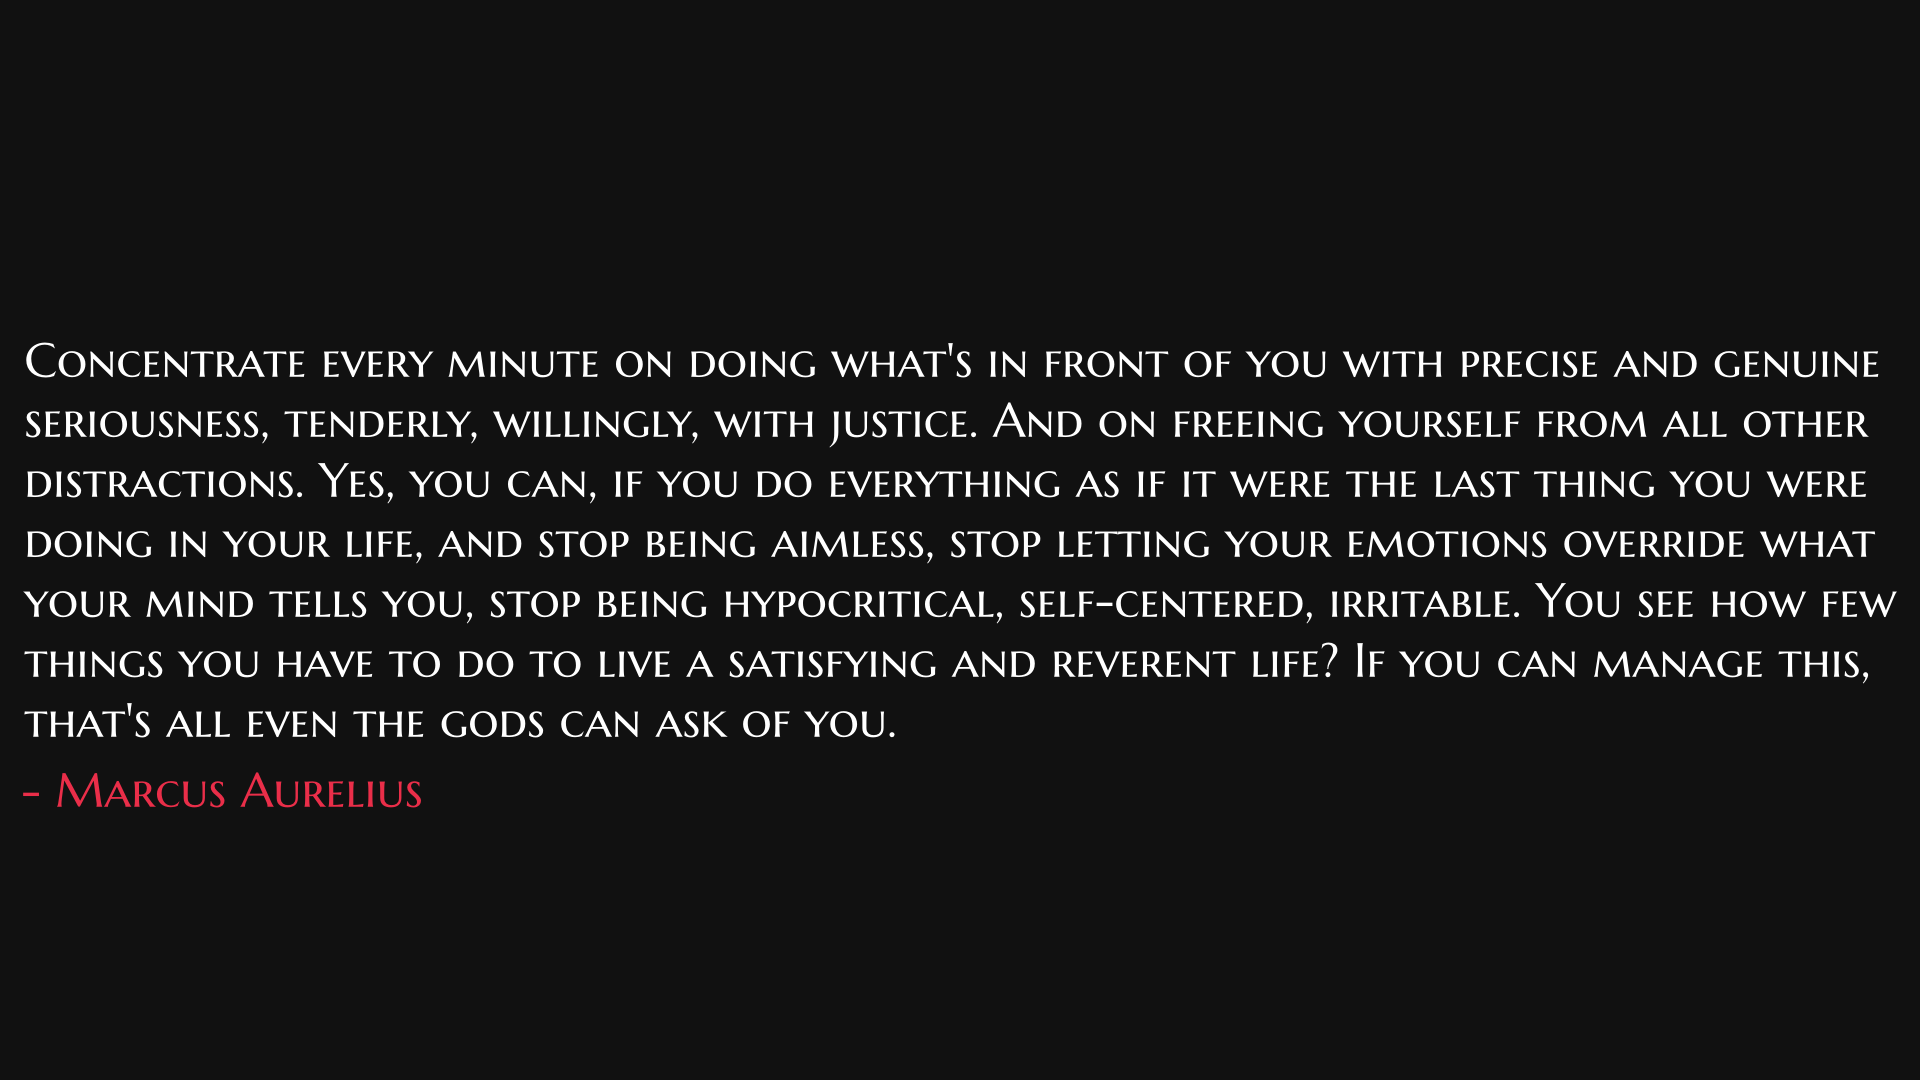 Concentrate every minute on doing what's in front of you with precise and genuine
seriousness, tenderly, willingly, with justice. And on freeing yourself from all other
distractions. Yes, you can, if you do everything as if it were the last thing you were
doing in your life, and stop being aimless, stop letting your emotions override what
your mind tells you, stop being hypocritical, self-centered, irritable. You see how few
things you have to do to live a satisfying and reverent life? If you can manage this,
that's all even the gods can ask of you.
- Marcus Aurelius